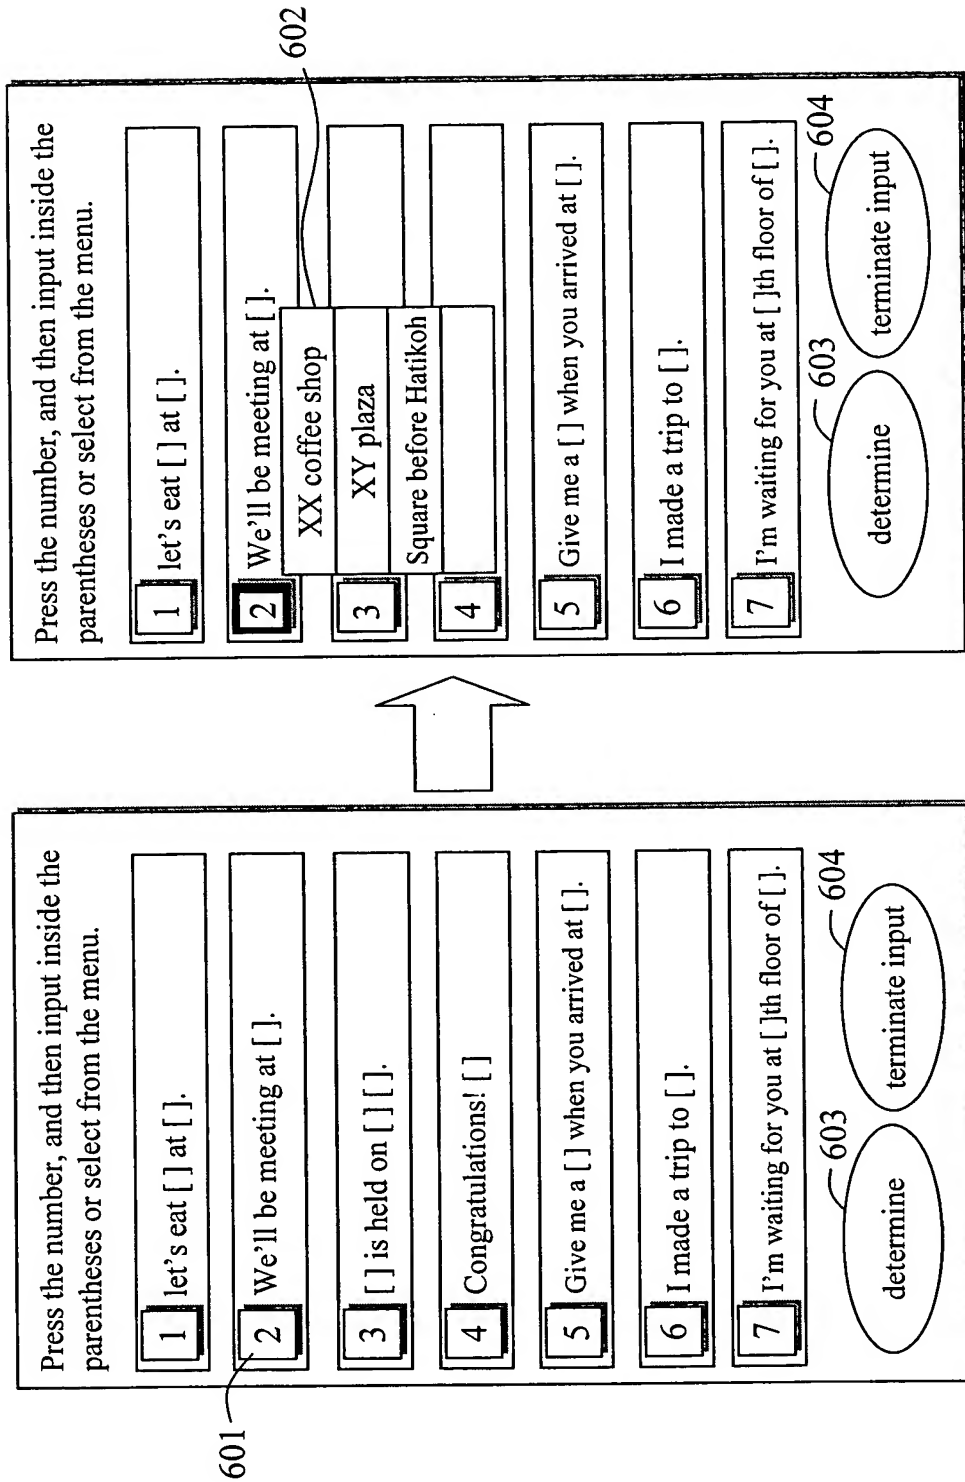 Press the number, and then input inside the
parentheses or select from the menu.
1 let's eat [ ] at [ ].
601
2 We'll be meeting at [ ].
3 [ ] is held on [ ] [ ].
4 Congratulations! [ ]
5 Give me a [ ] when you arrived at [ ].
6 I made a trip to [ ].
7 I'm waiting for you at [ ]th floor of [ ].
603
604
determine
terminate input
Press the number, and then input inside the
parentheses or select from the menu.
1 let's eat [ ] at [ ].
2 We'll be meeting at [ ].
602
XX coffee shop
3
XY plaza
Square before Hatikoh
4
5 Give me a [ ] when you arrived at [ ].
6 I made a trip to [ ].
7 I'm waiting for you at [ ]th floor of [ ].
603
604
determine
terminate input